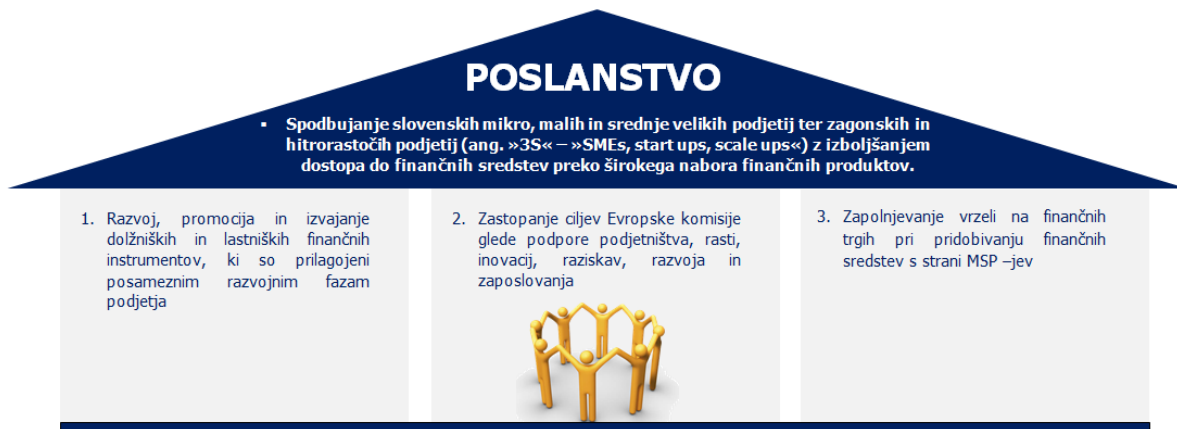 POSLANSTVO
▪ Spodbujanje slovenskih mikro, malih in srednje velikih podjetij ter zagonskih in
hitrorastočih podjetij (ang. »3S« – »SMEs, start ups, scale ups«) z izboljšanjem
dostopa do finančnih sredstev preko širokega nabora finančnih produktov.
1. Razvoj, promocija in izvajanje
dolžniških in lastniških finančnih
instrumentov, ki so prilagojeni
posameznim razvojnim fazam
podjetja
2. Zastopanje ciljev Evropske komisije
glede podpore podjetništva, rasti,
inovacij, raziskav, razvoja in
zaposlovanja
3. Zapolnjevanje vrzeli na finančnih
trgih pri pridobivanju finančnih
sredstev s strani MSP –jev